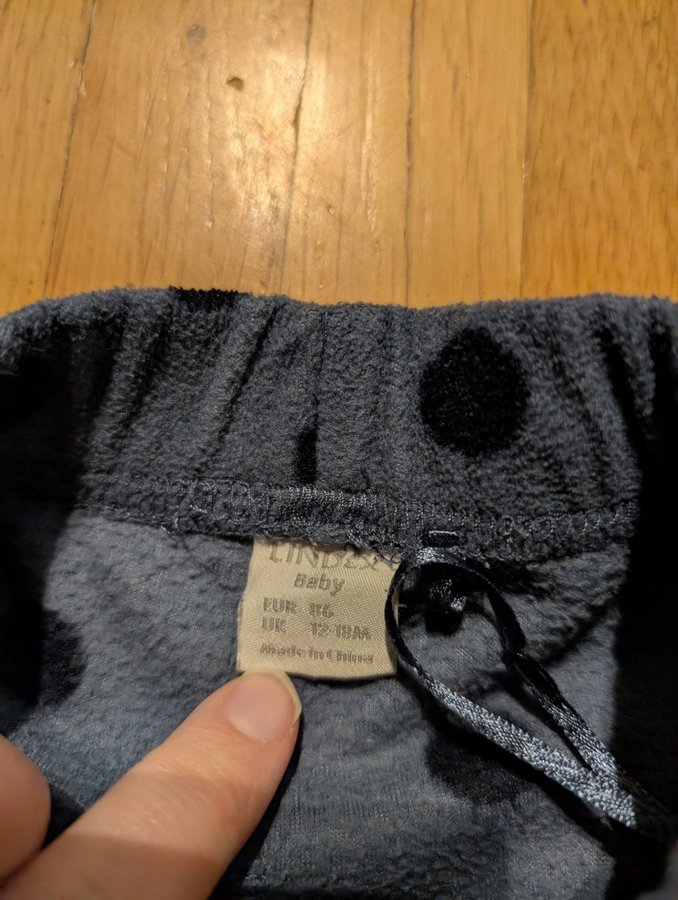 LINDEX
Baby
EUR 86
UK 12-18M
Made in China